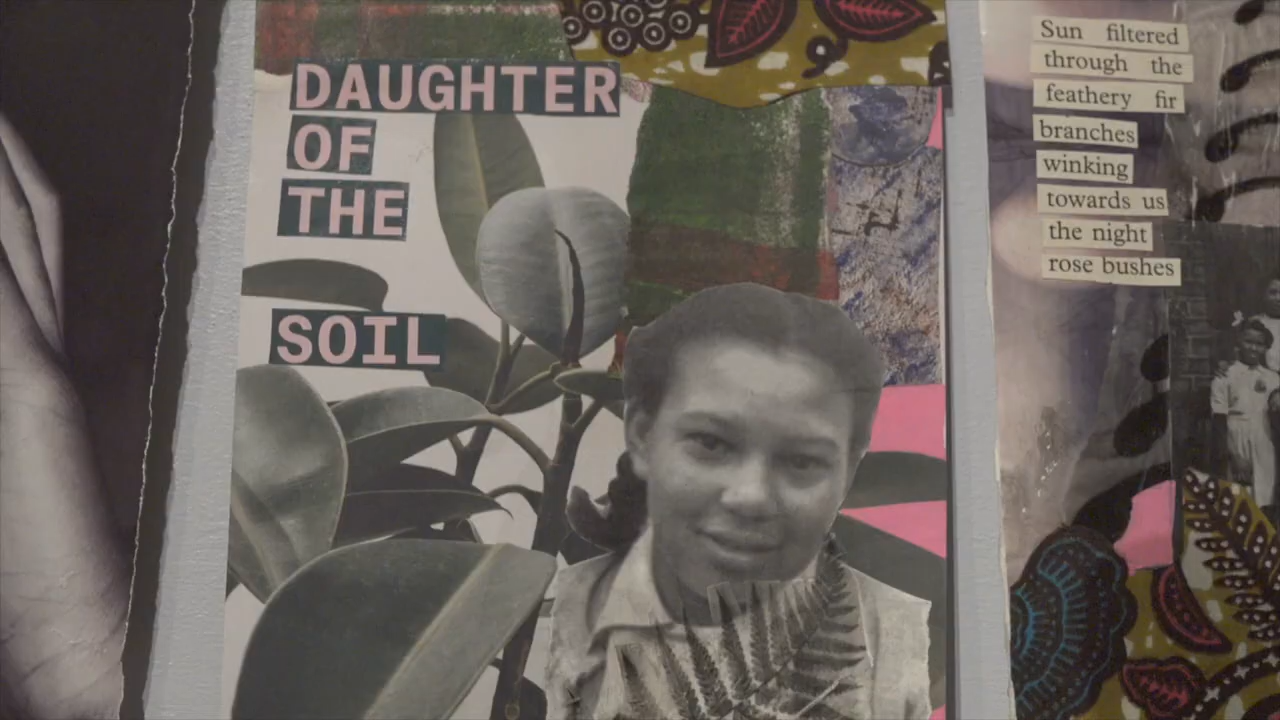 DAUGHTER
OF
THE
SOIL
Sun filtered
through the
feathery fir
branches
winking
towards us
the night
rose bushes